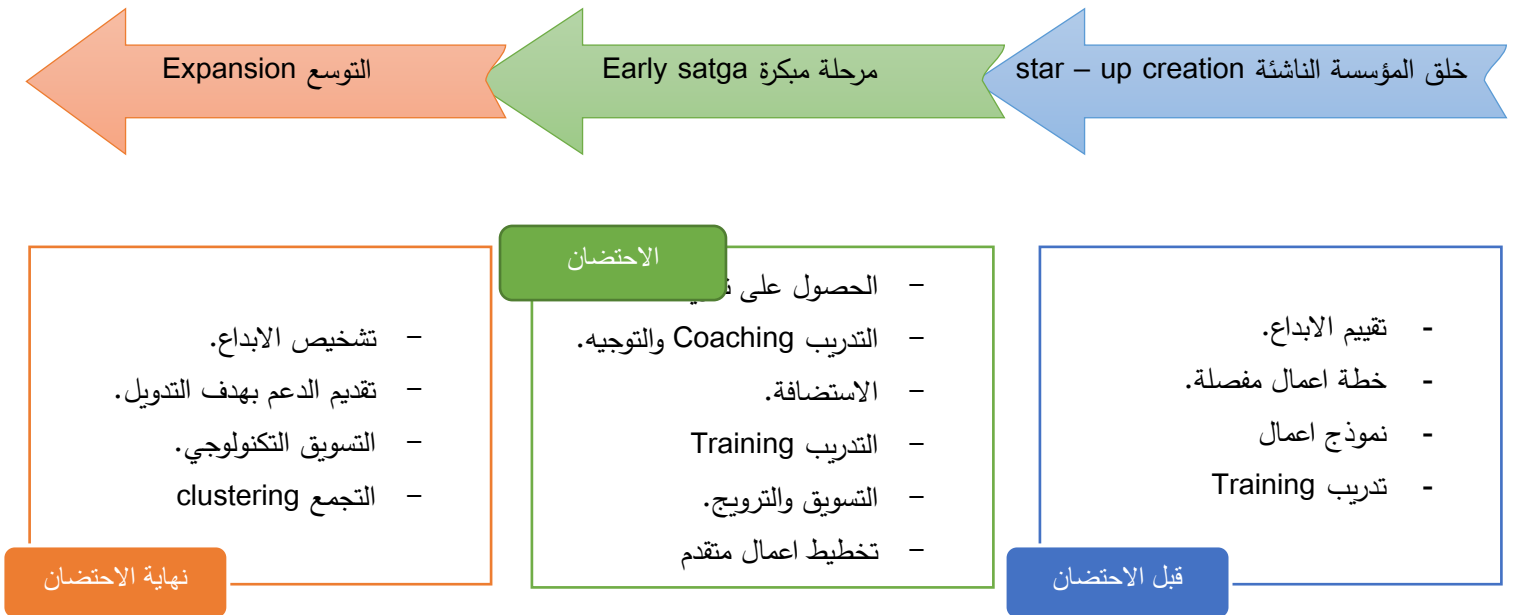 خلق المؤسسة الناشئة star – up creation
مرحلة مبكرة Early satga
التوسع Expansion
- تقييم الابداع.
- خطة اعمال مفصلة.
- نموذج اعمال
- تدريب Training
قبل الاحتضان
الاحتضان
– الحصول على
– التدريب Coaching والتوجيه.
– الاستضافة.
– التدريب Training
– التسويق والترويج.
– تخطيط اعمال متقدم
– تشخيص الابداع.
– تقديم الدعم بهدف التدويل.
– التسويق التكنولوجي.
– التجمع clustering
نهاية الاحتضان